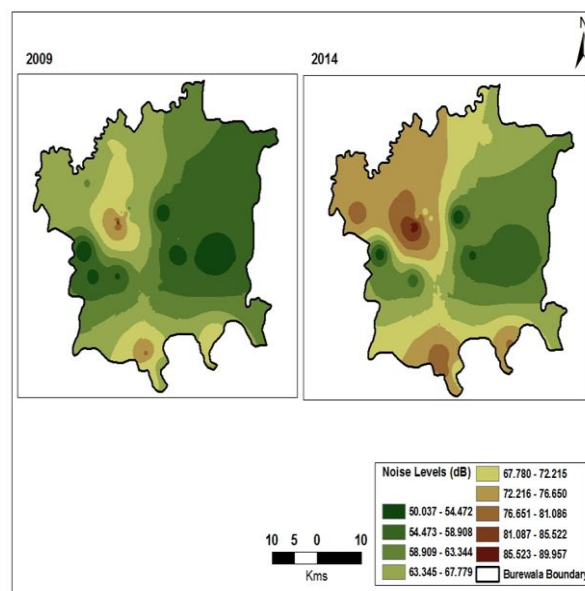 N
2009
2014
Noise Levels (dB)
50.037 - 54.472
54.473 - 58.908
58.909 - 63.344
63.345 - 67.779
67.780 - 72.215
72.216 - 76.650
76.651 - 81.086
81.087 - 85.522
85.523 - 89.957
Burewala Boundary
10 5 0 10
Kms